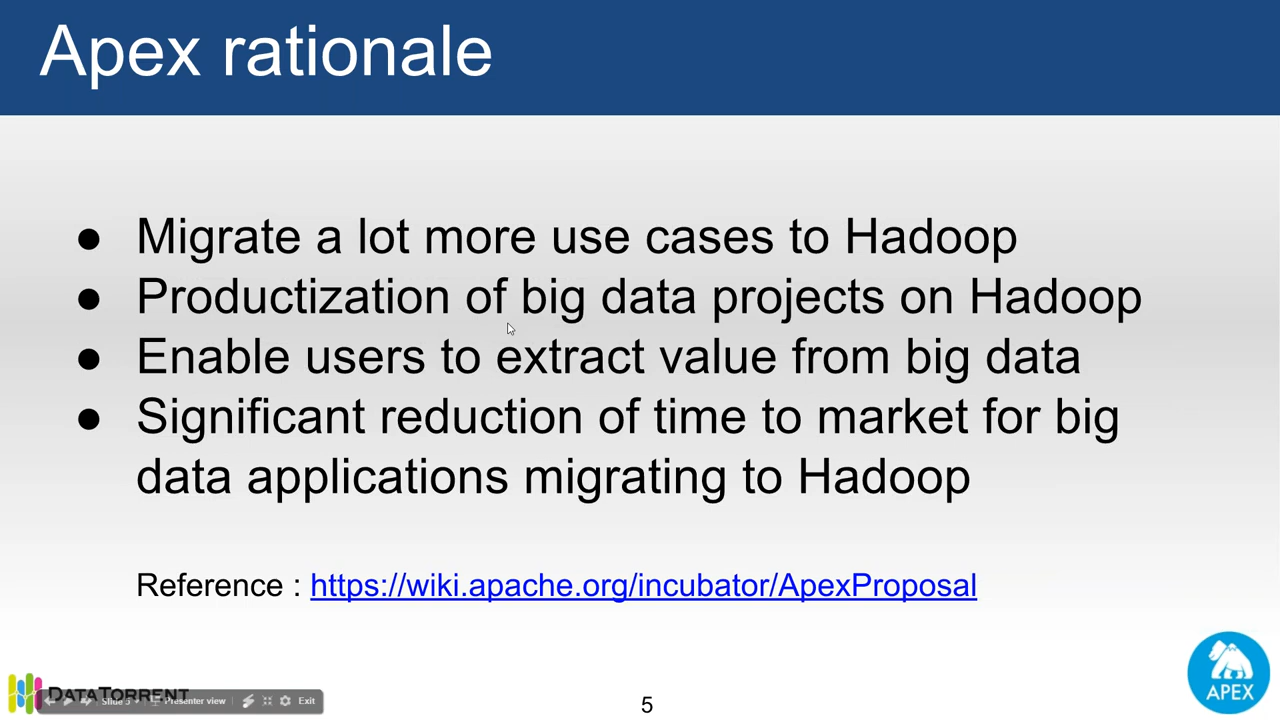 Apex rationale
● Migrate a lot more use cases to Hadoop
● Productization of big data projects on Hadoop
● Enable users to extract value from big data
● Significant reduction of time to market for big
data applications migrating to Hadoop
Reference : https://wiki.apache.org/incubator/ApexProposal
DATATORRENT
Slide 5 Presenter view Exit
5
APEX